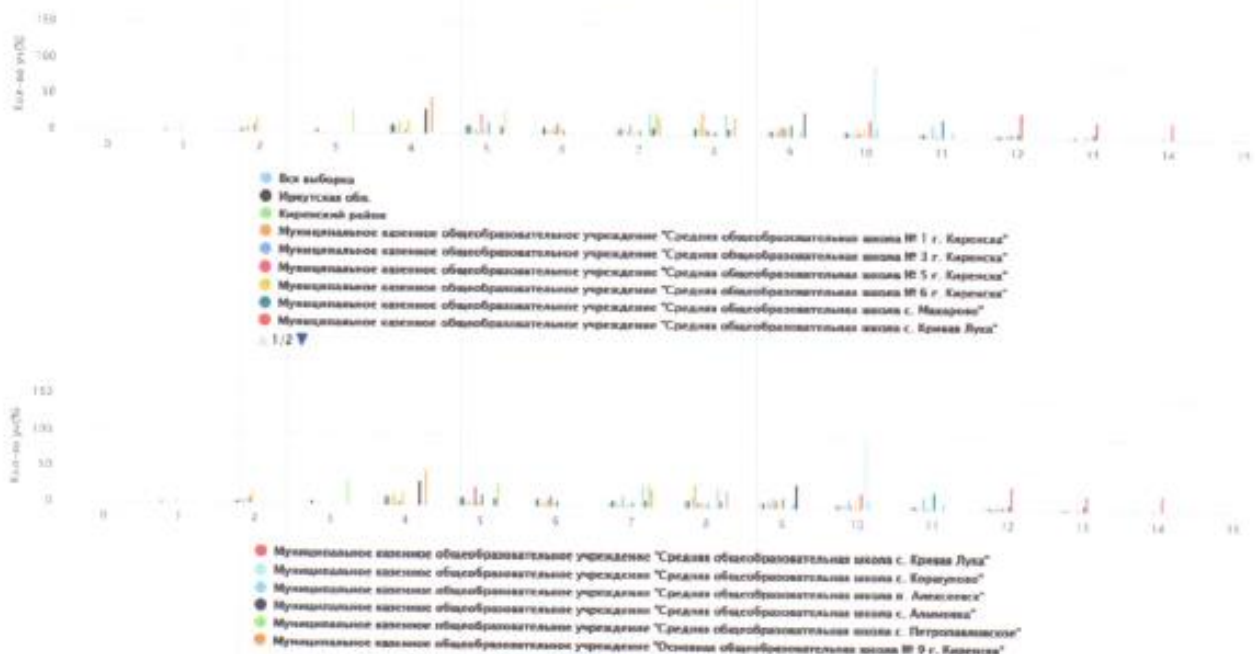 150
100
50
0
Кол-во уч(%)
0 1 2 3 4 5 6 7 8 9 10 11 12 13 14 15
Вся выборка
Иркутская обл.
Киренский район
Муниципальное казенное общеобразовательное учреждение "Средняя общеобразовательная школа № 1 г. Киренска"
Муниципальное казенное общеобразовательное учреждение "Средняя общеобразовательная школа № 3 г. Киренска"
Муниципальное казенное общеобразовательное учреждение "Средняя общеобразовательная школа № 5 г. Киренска"
Муниципальное казенное общеобразовательное учреждение "Средняя общеобразовательная школа № 6 г. Киренска"
Муниципальное казенное общеобразовательное учреждение "Средняя общеобразовательная школа с. Макарово"
Муниципальное казенное общеобразовательное учреждение "Средняя общеобразовательная школа с. Кривая Лука"
1/2
150
100
50
0
Кол-во уч(%)
0 1 2 3 4 5 6 7 8 9 10 11 12 13 14 15
Муниципальное казенное общеобразовательное учреждение "Средняя общеобразовательная школа с. Кривая Лука"
Муниципальное казенное общеобразовательное учреждение "Средняя общеобразовательная школа с. Коршуново"
Муниципальное казенное общеобразовательное учреждение "Средняя общеобразовательная школа п. Алексеевск"
Муниципальное казенное общеобразовательное учреждение "Средняя общеобразовательная школа с. Алымовка"
Муниципальное казенное общеобразовательное учреждение "Средняя общеобразовательная школа с. Петропавловское"
Муниципальное казенное общеобразовательное учреждение "Основная общеобразовательная школа № 9 г. Киренска"